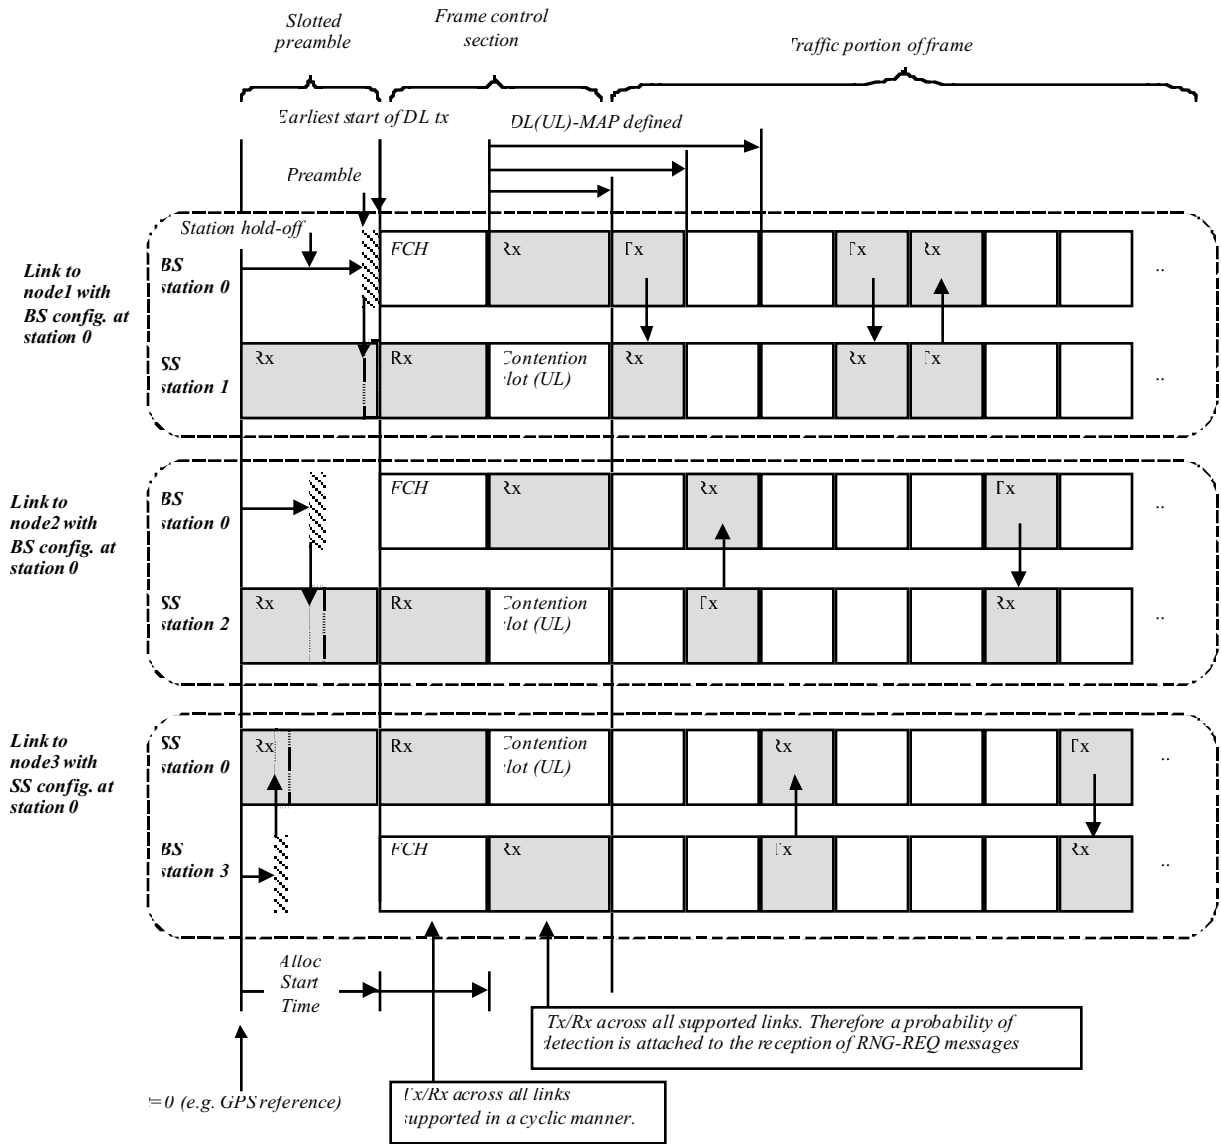 Slotted
preamble
Frame control
section
Traffic portion of frame
Earliest start of DL tx
DL(UL)-MAP defined
Preamble
Station hold-off
Link to
node1 with
BS config. at
station 0
BS
station 0
FCH
Rx
Tx
Tx
Rx
..
SS
station 1
Rx
Rx
Contention
slot (UL)
Rx
Rx
Tx
..
Link to
node2 with
BS config. at
station 0
BS
station 0
FCH
Rx
Rx
Tx
..
SS
station 2
Rx
Rx
Contention
slot (UL)
Tx
Rx
..
Link to
node3 with
SS config. at
station 0
SS
station 0
Rx
Rx
Contention
slot (UL)
Rx
Tx
..
BS
station 3
FCH
Rx
Tx
Rx
..
Alloc
Start
Time
Tx/Rx across all supported links. Therefore a probability of
detection is attached to the reception of RNG-REQ messages
t=0 (e.g. GPS reference)
Tx/Rx across all links
supported in a cyclic manner.